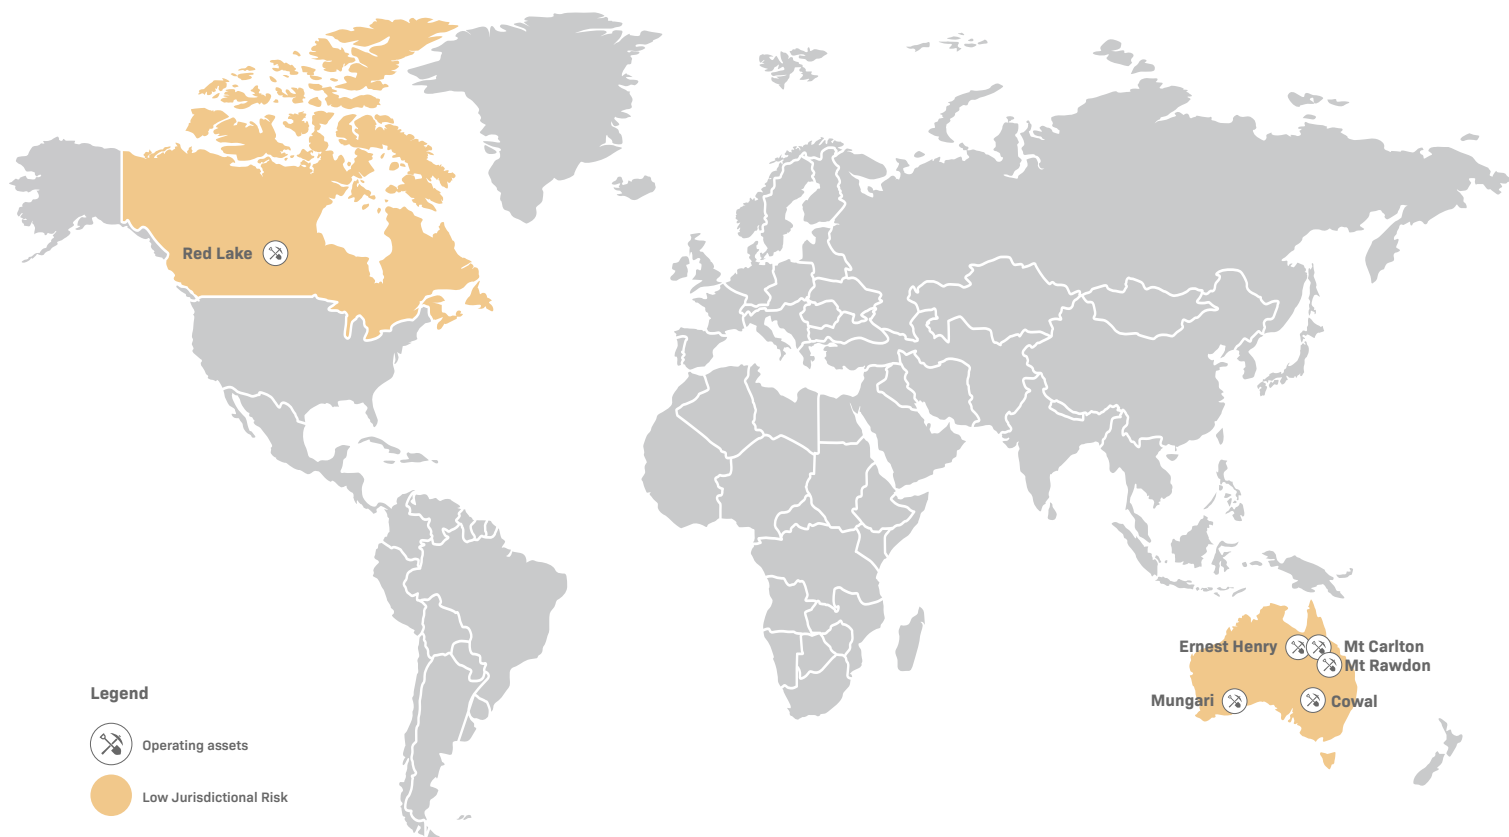 Red Lake
Ernest Henry
Mt Carlton
Mt Rawdon
Mungari
Cowal
Legend
Operating assets
Low Jurisdictional Risk